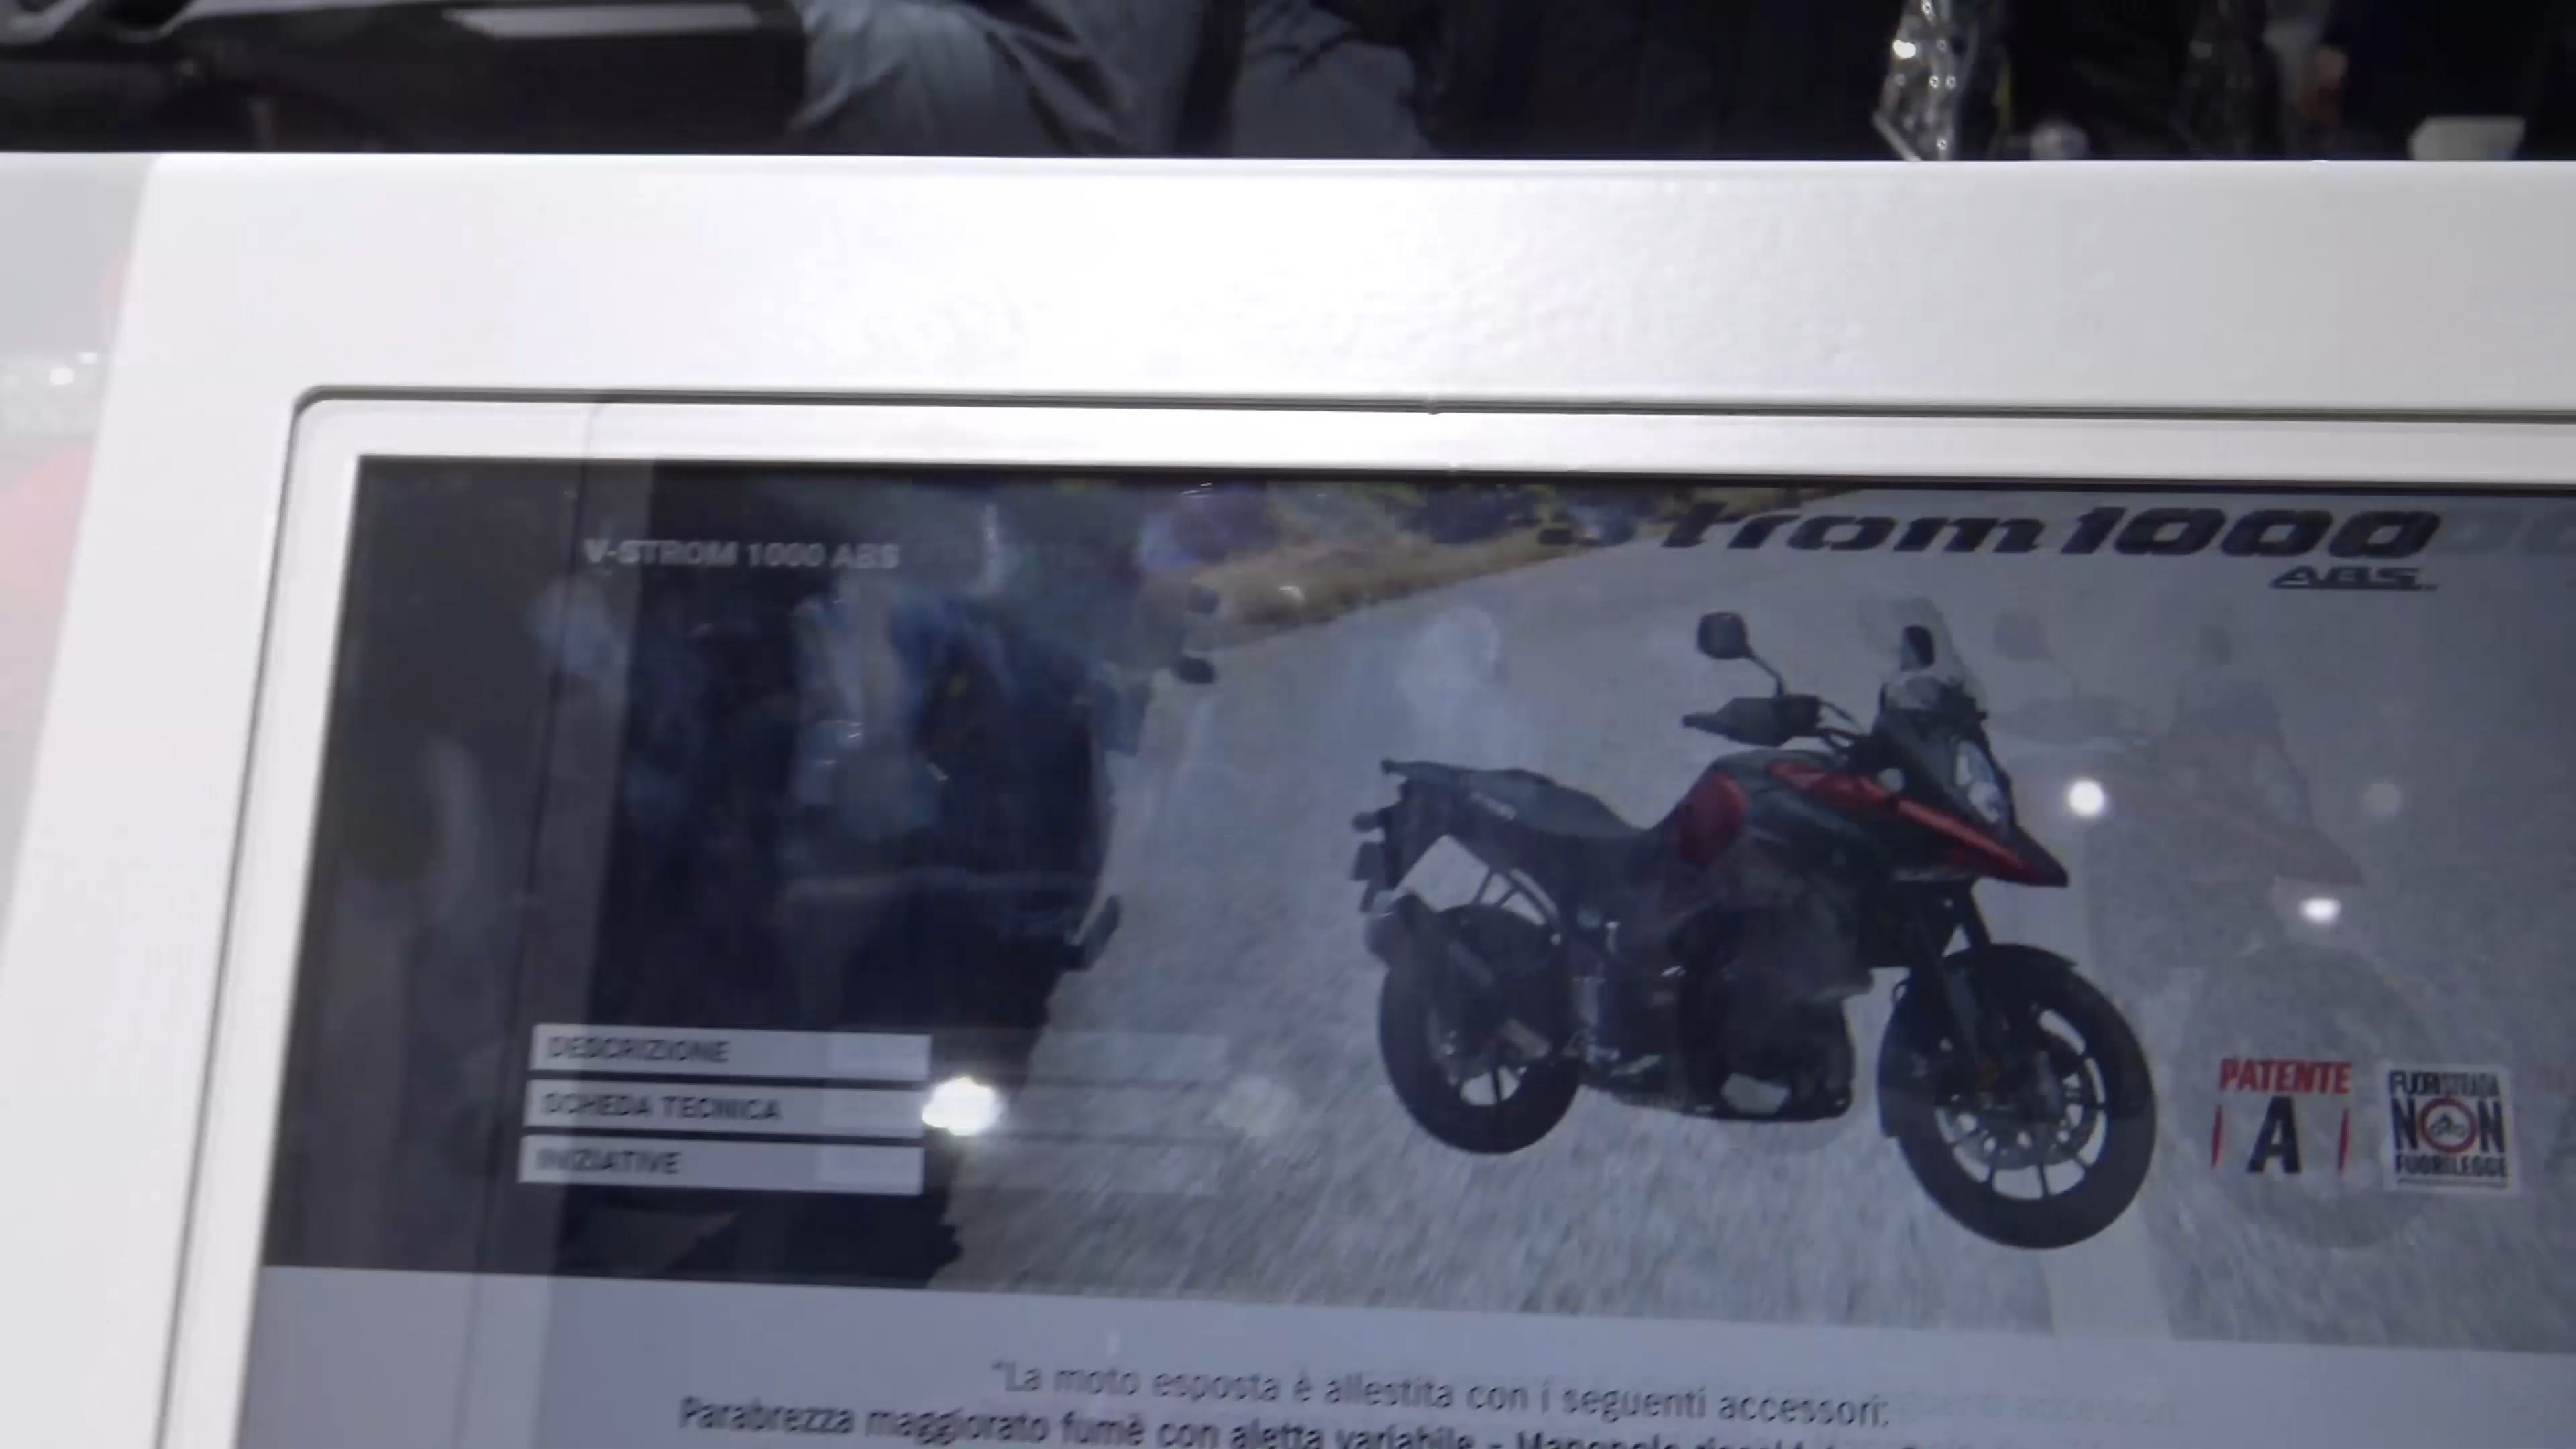 V-STROM 1000 ABS
Strom 1000
ABS
DESCRIZIONE
SCHEDA TECNICA
INIZIATIVE
PATENTE
A
FUORISTRADA
NON
FUORILEGGE
"La moto esposta è allestita con i seguenti accessori:
Parabrezza maggiorato fumè con aletta variabile -